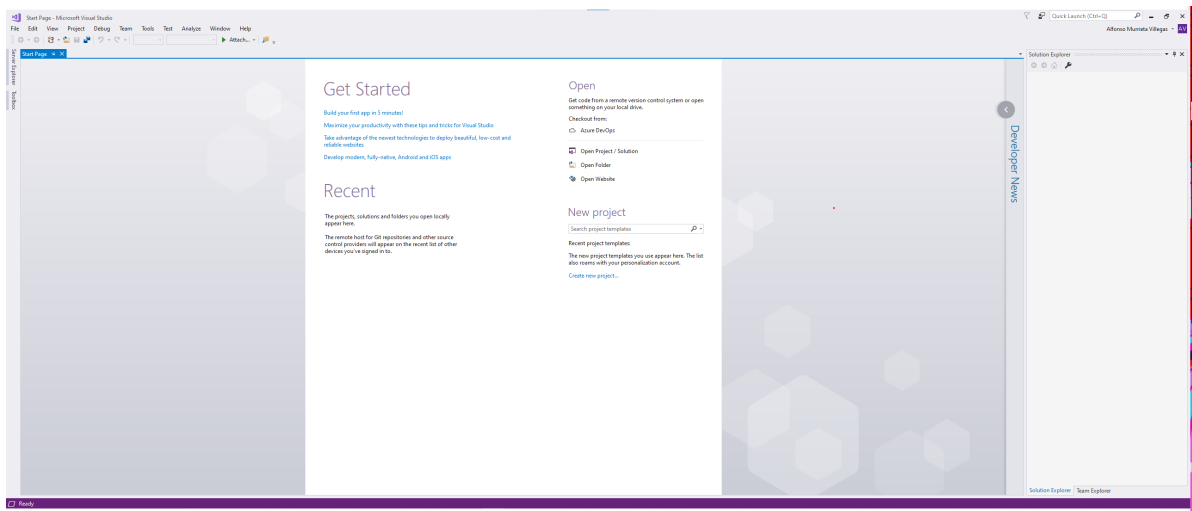 Start Page - Microsoft Visual Studio
Quick Launch (Ctrl+Q)
File Edit View Project Debug Team Tools Test Analyze Window Help
Alfonso Murrieta Villegas AV
Attach...
Server Explorer
Toolbox
Start Page
Get Started
Build your first app in 5 minutes!
Maximize your productivity with these tips and tricks for Visual Studio
Take advantage of the newest technologies to deploy beautiful, low-cost and
reliable websites
Develop modern, fully-native, Android and iOS apps
Recent
The projects, solutions and folders you open locally
appear here.
The remote host for Git repositories and other source
control providers will appear on the recent list of other
devices you've signed in to.
Open
Get code from a remote version control system or open
something on your local drive.
Checkout from:
Azure DevOps
Open Project / Solution
Open Folder
Open Website
New project
Search project templates
Recent project templates
The new project templates you use appear here. The list
also roams with your personalization account.
Create new project...
Developer News
Solution Explorer
Solution Explorer Team Explorer
Ready